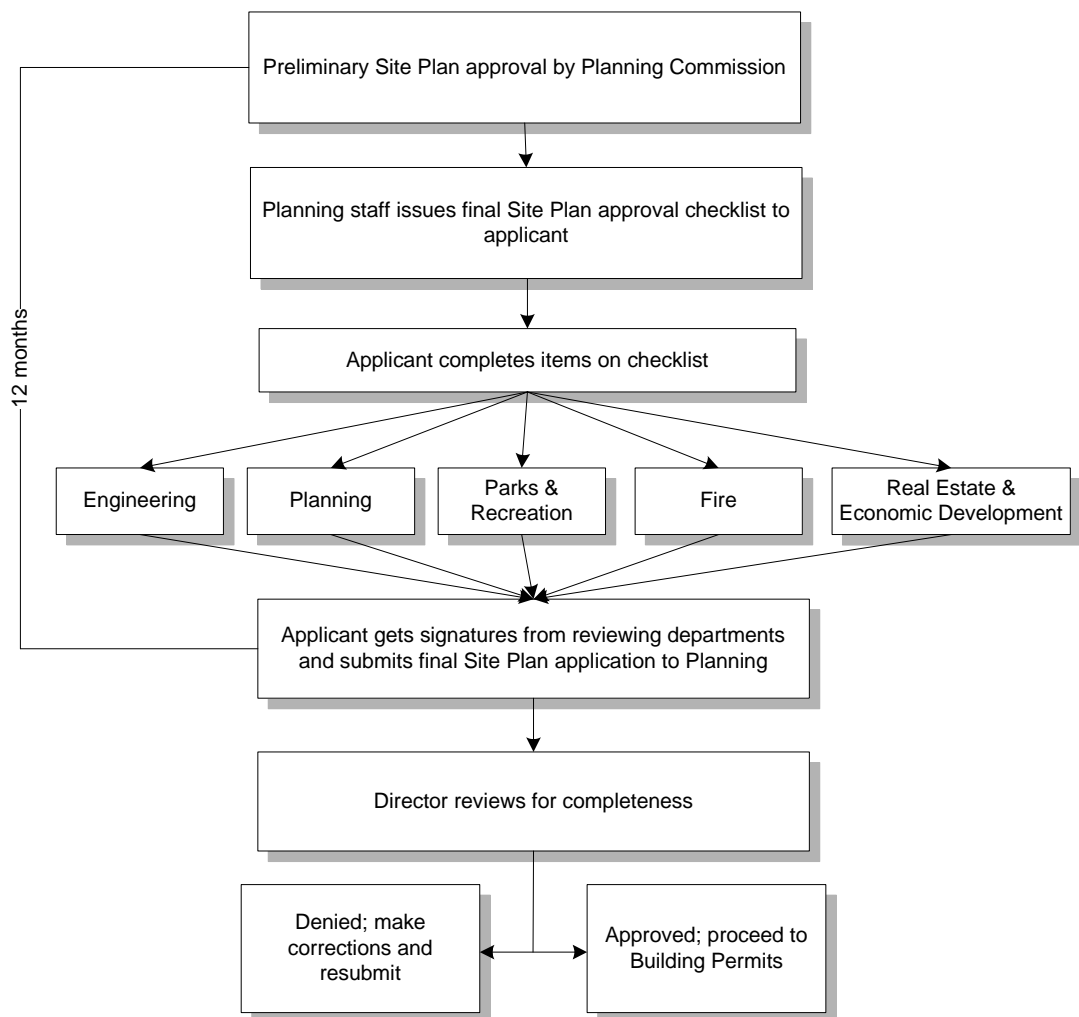 Preliminary Site Plan approval by Planning Commission
Planning staff issues final Site Plan approval checklist to
applicant
12 months
Applicant completes items on checklist
Engineering
Planning
Parks &
Recreation
Fire
Real Estate &
Economic Development
Applicant gets signatures from reviewing departments
and submits final Site Plan application to Planning
Director reviews for completeness
Denied; make
corrections and
resubmit
Approved; proceed to
Building Permits